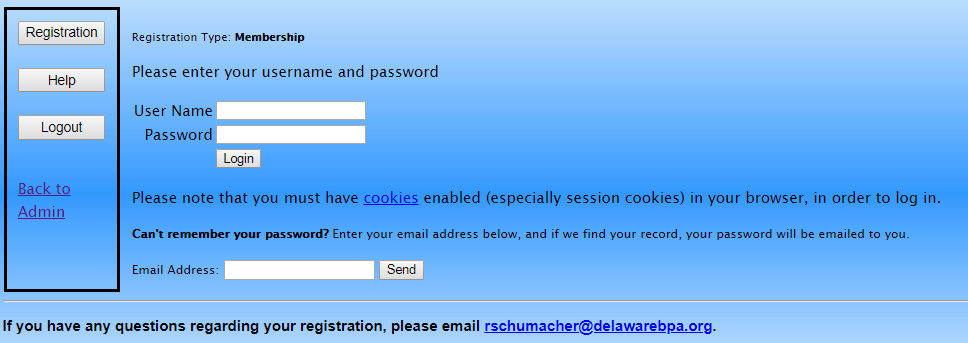 Registration
Help
Logout
Back to
Admin
Registration Type: Membership
Please enter your username and password
User Name
Password
Login
Please note that you must have cookies enabled (especially session cookies) in your browser, in order to log in.
Can't remember your password? Enter your email address below, and if we find your record, your password will be emailed to you.
Email Address: Send
If you have any questions regarding your registration, please email rschumacher@delawarebpa.org.